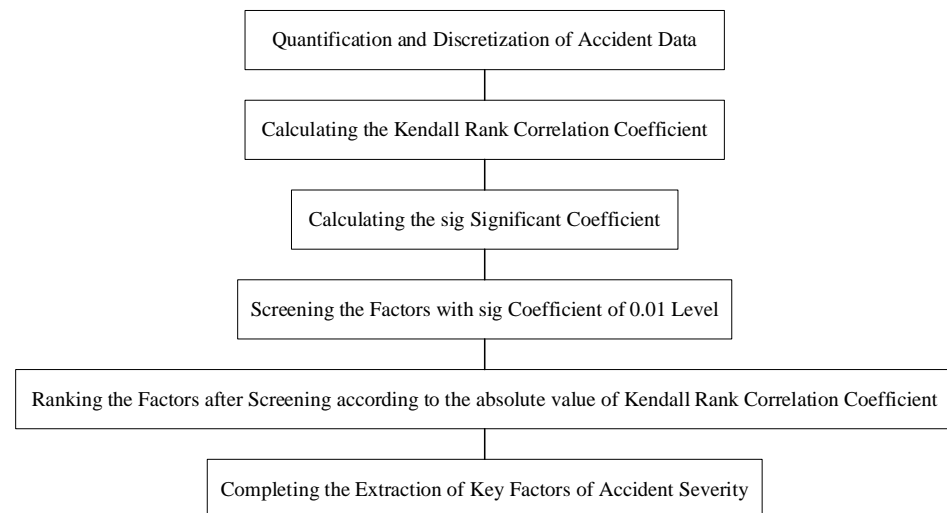 Quantification and Discretization of Accident Data
Calculating the Kendall Rank Correlation Coefficient
Calculating the sig Significant Coefficient
Screening the Factors with sig Coefficient of 0.01 Level
Ranking the Factors after Screening according to the absolute value of Kendall Rank Correlation Coefficient
Completing the Extraction of Key Factors of Accident Severity